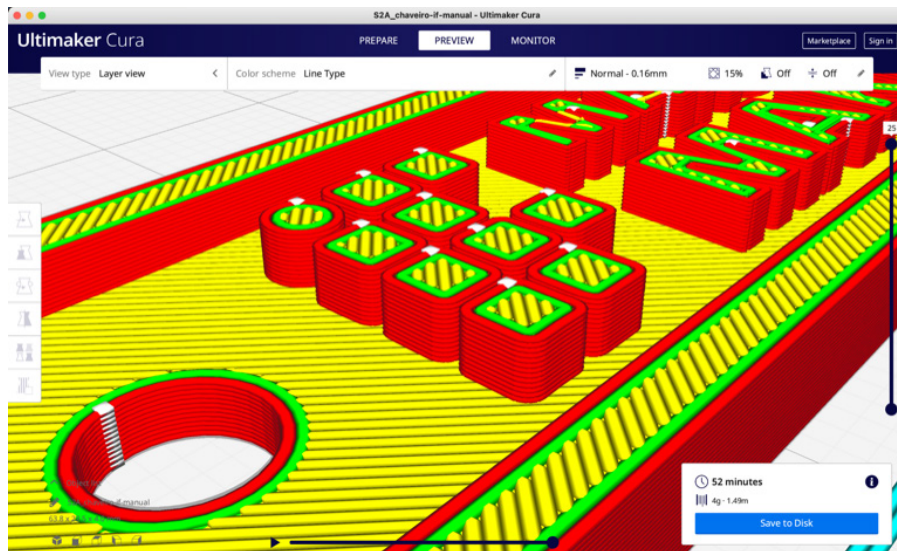 S2A_chaveiro-if-manual - Ultimaker Cura
Ultimaker Cura
PREPARE
PREVIEW
MONITOR
Marketplace
Sign in
View type Layer view
Color scheme Line Type
Normal - 0.16mm
15%
Off
Off
25
52 minutes
4g · 1.49m
Save to Disk